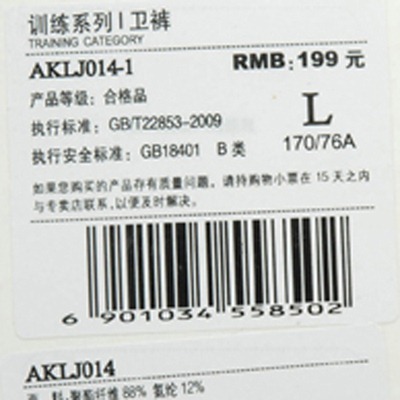 训练系列 | 卫裤
TRAINING CATEGORY
AKLJ014-1 RMB: 199 元
产品等级: 合格品
执行标准: GB/T22853-2009 L
执行安全标准: GB18401 B 类 170/76A
如果您购买的产品存有质量问题, 请持购物小票在 15 天之内
与专卖店联系, 以便及时解决。
6 901034 558502
AKLJ014
料: 聚酯纤维 88% 氨纶 12%